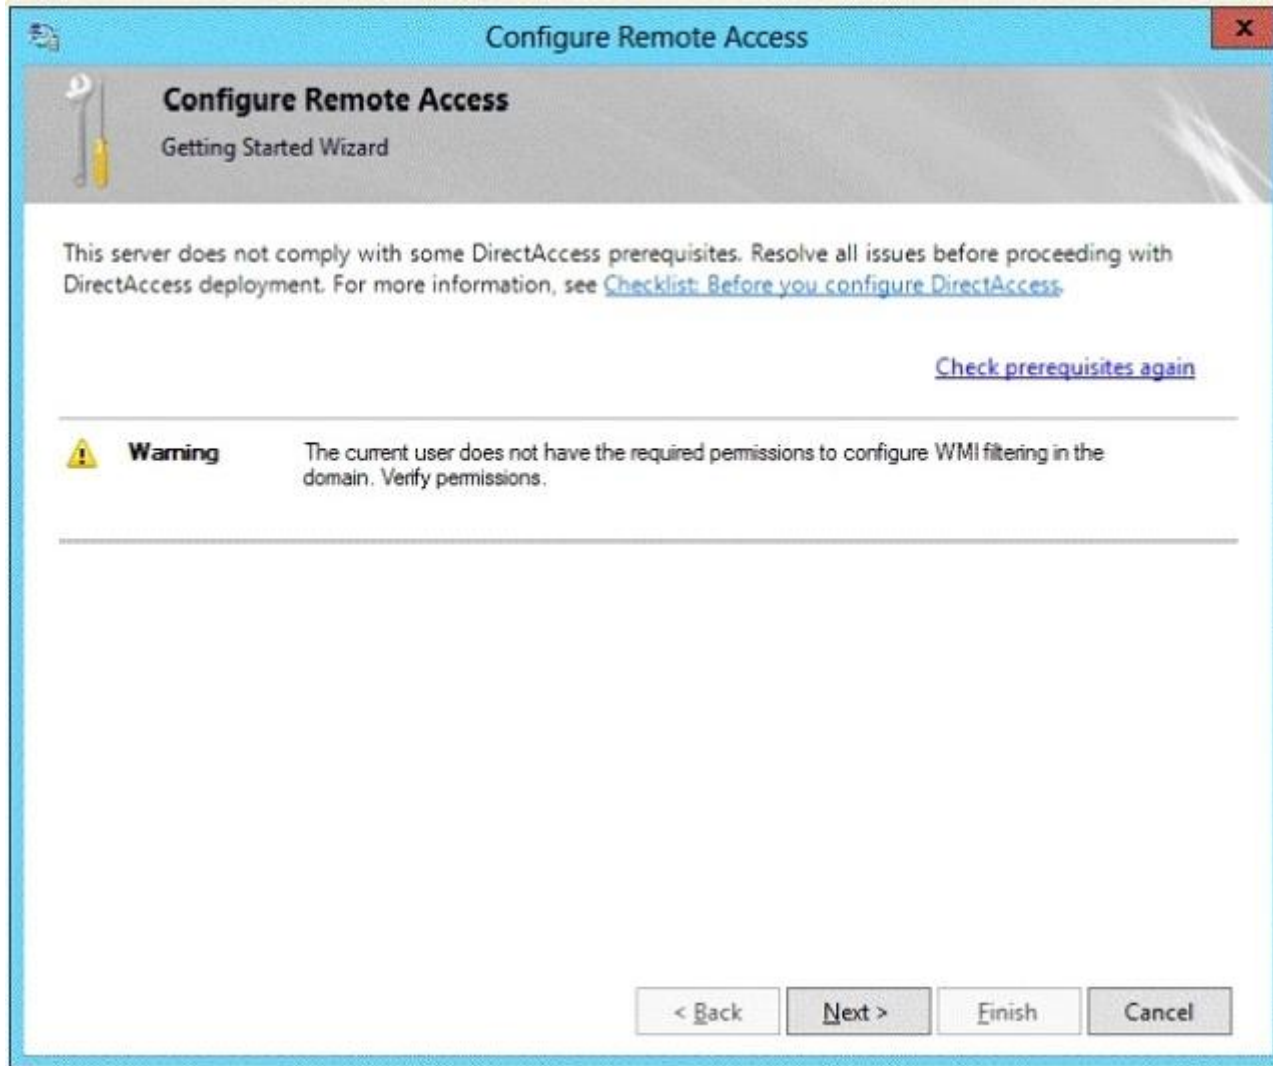 Configure Remote Access
x
Configure Remote Access
Getting Started Wizard
This server does not comply with some DirectAccess prerequisites. Resolve all issues before proceeding with
DirectAccess deployment. For more information, see Checklist: Before you configure DirectAccess.
Check prerequisites again
Warning
The current user does not have the required permissions to configure WMI filtering in the
domain. Verify permissions.
< Back
Next >
Finish
Cancel